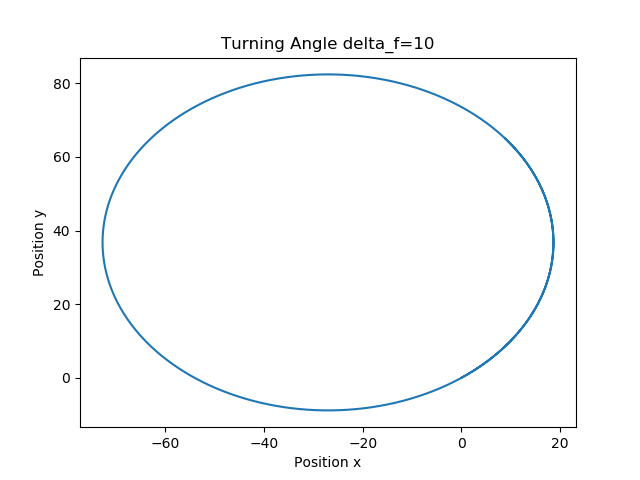 Turning Angle delta_f=10
80
60
40
20
0
Position y
−60 −40 −20 0 20
Position x